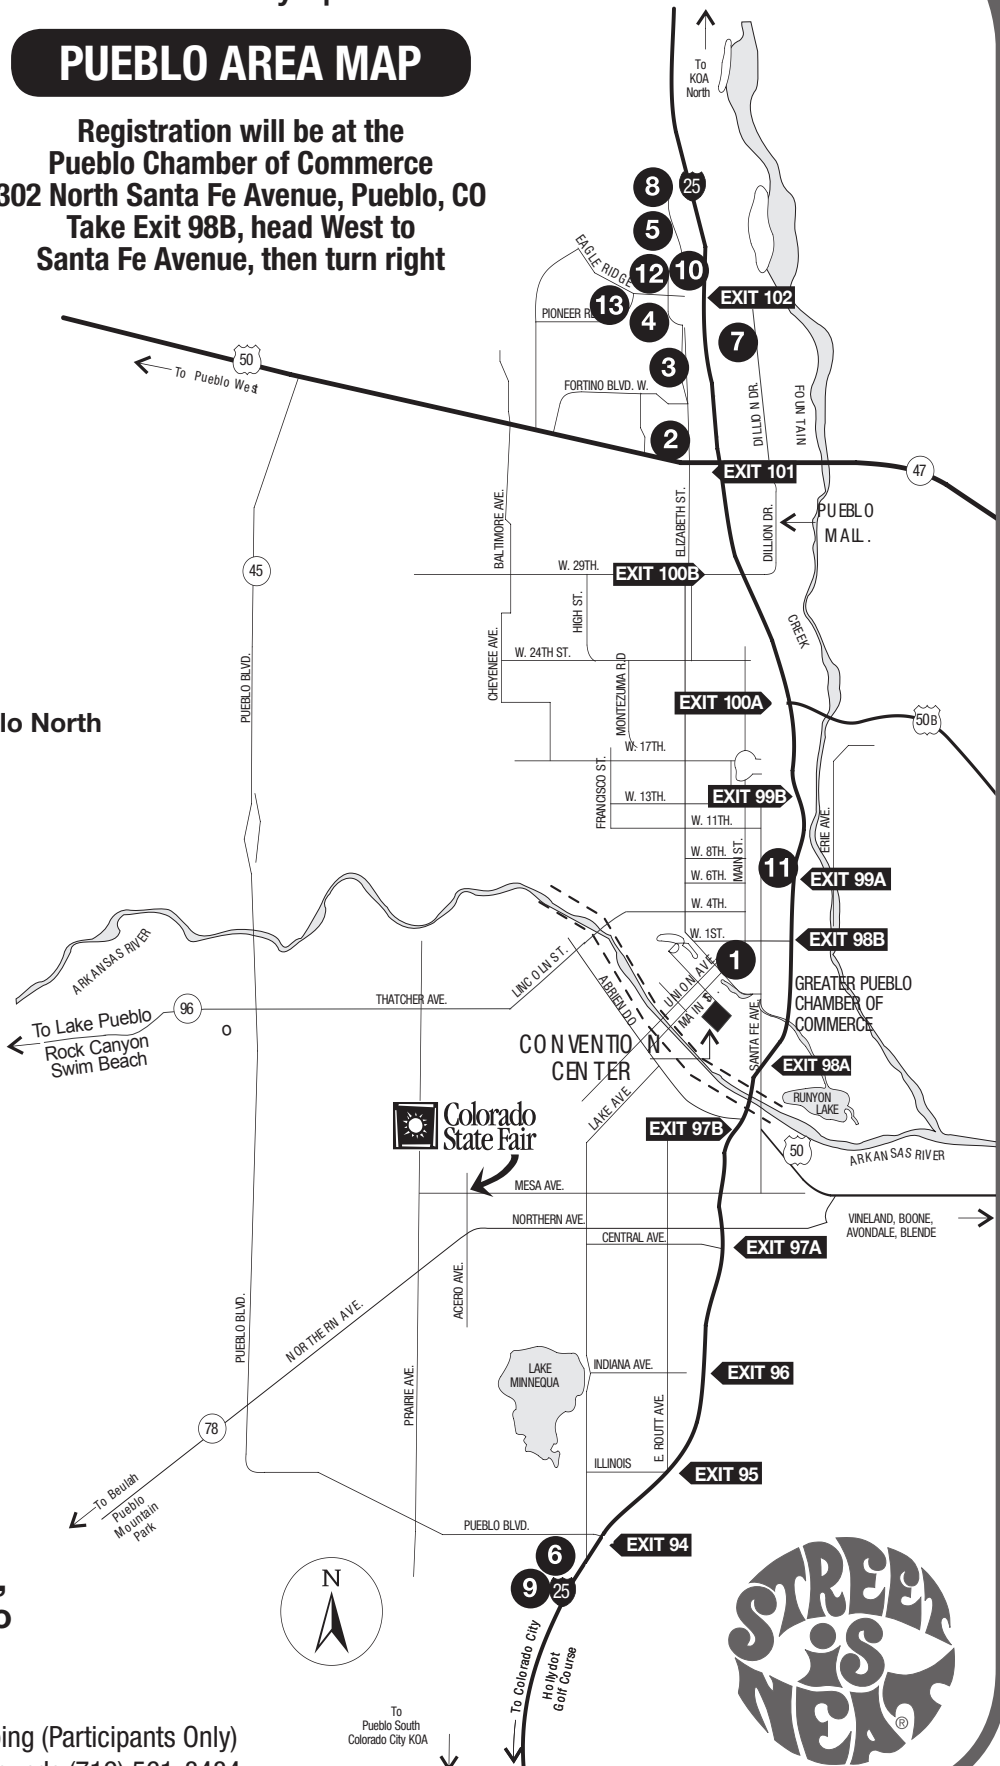 PUEBLO AREA MAP
Registration will be at the
Pueblo Chamber of Commerce
302 North Santa Fe Avenue, Pueblo, CO
Take Exit 98B, head West to
Santa Fe Avenue, then turn right
To
KOA
North
8
25
5
EAGLE RIDGE
12
10
13
EXIT 102
PIONEER
4
7
50
To Pueblo West
3
FORTINO BLVD. W.
DILLION DR.
FOUNTAIN
2
EXIT 101
47
BALTIMORE AVE.
ELIZABETH ST.
DILLION DR.
PUEBLO
MALL.
45
W. 29TH.
EXIT 100B
HIGH ST.
CREEK
CHEYENEE AVE.
W. 24TH ST.
PUEBLO BLVD.
MONTEZUMA R.D
EXIT 100A
50B
lo North
W. 17TH.
FRANCISCO ST.
W. 13TH.
EXIT 99B
W. 11TH.
ERIE AVE.
W. 8TH.
MAIN ST.
11
W. 6TH.
EXIT 99A
W. 4TH.
W. 1ST.
EXIT 98B
ARKANSAS RIVER
LINCOLN ST.
UNION AVE.
1
ABRIENDO
MAIN S.
GREATER PUEBLO
CHAMBER OF
COMMERCE
THATCHER AVE.
96
To Lake Pueblo
Rock Canyon
Swim Beach
o
CONVENTION
CENTER
SANTA FE AVE.
EXIT 98A
LAKE AVE
RUNYON
LAKE
Colorado
State Fair
EXIT 97B
50
ARKANSAS RIVER
MESA AVE.
NORTHERN AVE.
VINELAND, BOONE,
AVONDALE, BLENDE
CENTRAL AVE.
EXIT 97A
ACERO AVE.
PUEBLO BLVD.
NORTHERN AVE.
LAKE
MINNEQUA
INDIANA AVE.
EXIT 96
PRAIRIE AVE.
E. ROUTT AVE.
78
ILLINOIS
EXIT 95
To Beulah
Pueblo
Mountain
Park
PUEBLO BLVD.
EXIT 94
6
9
25
N
To Colorado City
Hollydot
Golf Course
STREET
iS
NEAT
®
To
Pueblo South
Colorado City KOA
ing (Participants Only)